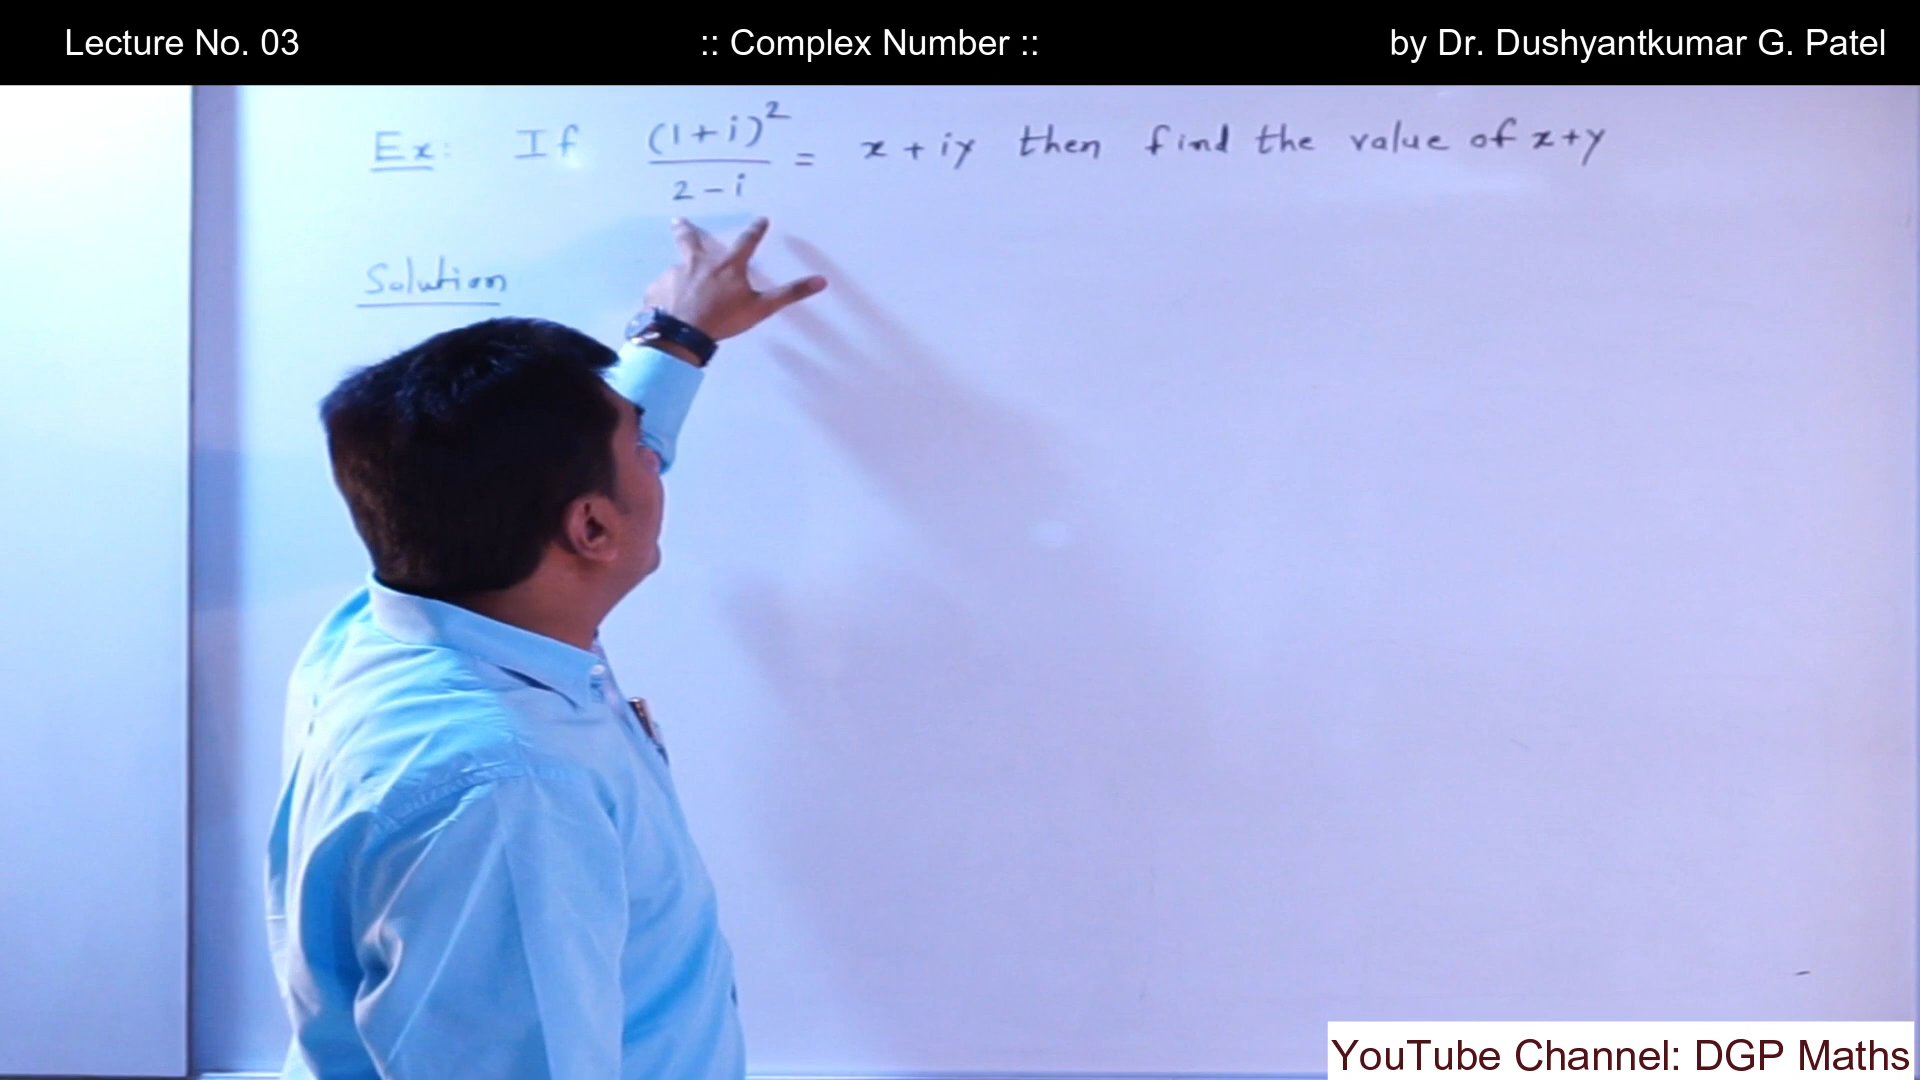 Lecture No. 03 :: Complex Number :: by Dr. Dushyantkumar G. Patel
Ex: If (1+i)²/(2-i) = x + iy then find the value of x+y
Solution
YouTube Channel: DGP Maths